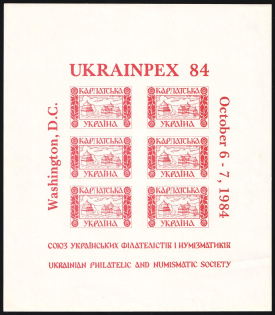 UKRAINPEX 84
Washington, D.C.
КАРПАТСЬКА
УКРАЇНА
КАРПАТСЬКА
УКРАЇНА
КАРПАТСЬКА
УКРАЇНА
КАРПАТСЬКА
УКРАЇНА
КАРПАТСЬКА
УКРАЇНА
КАРПАТСЬКА
УКРАЇНА
October 6 - 7, 1984
СОЮЗ УКРАЇНСЬКИХ ФІЛАТЕЛІСТІВ І НУМІЗМАТИКІВ
UKRAINIAN PHILATELIC AND NUMISMATIC SOCIETY